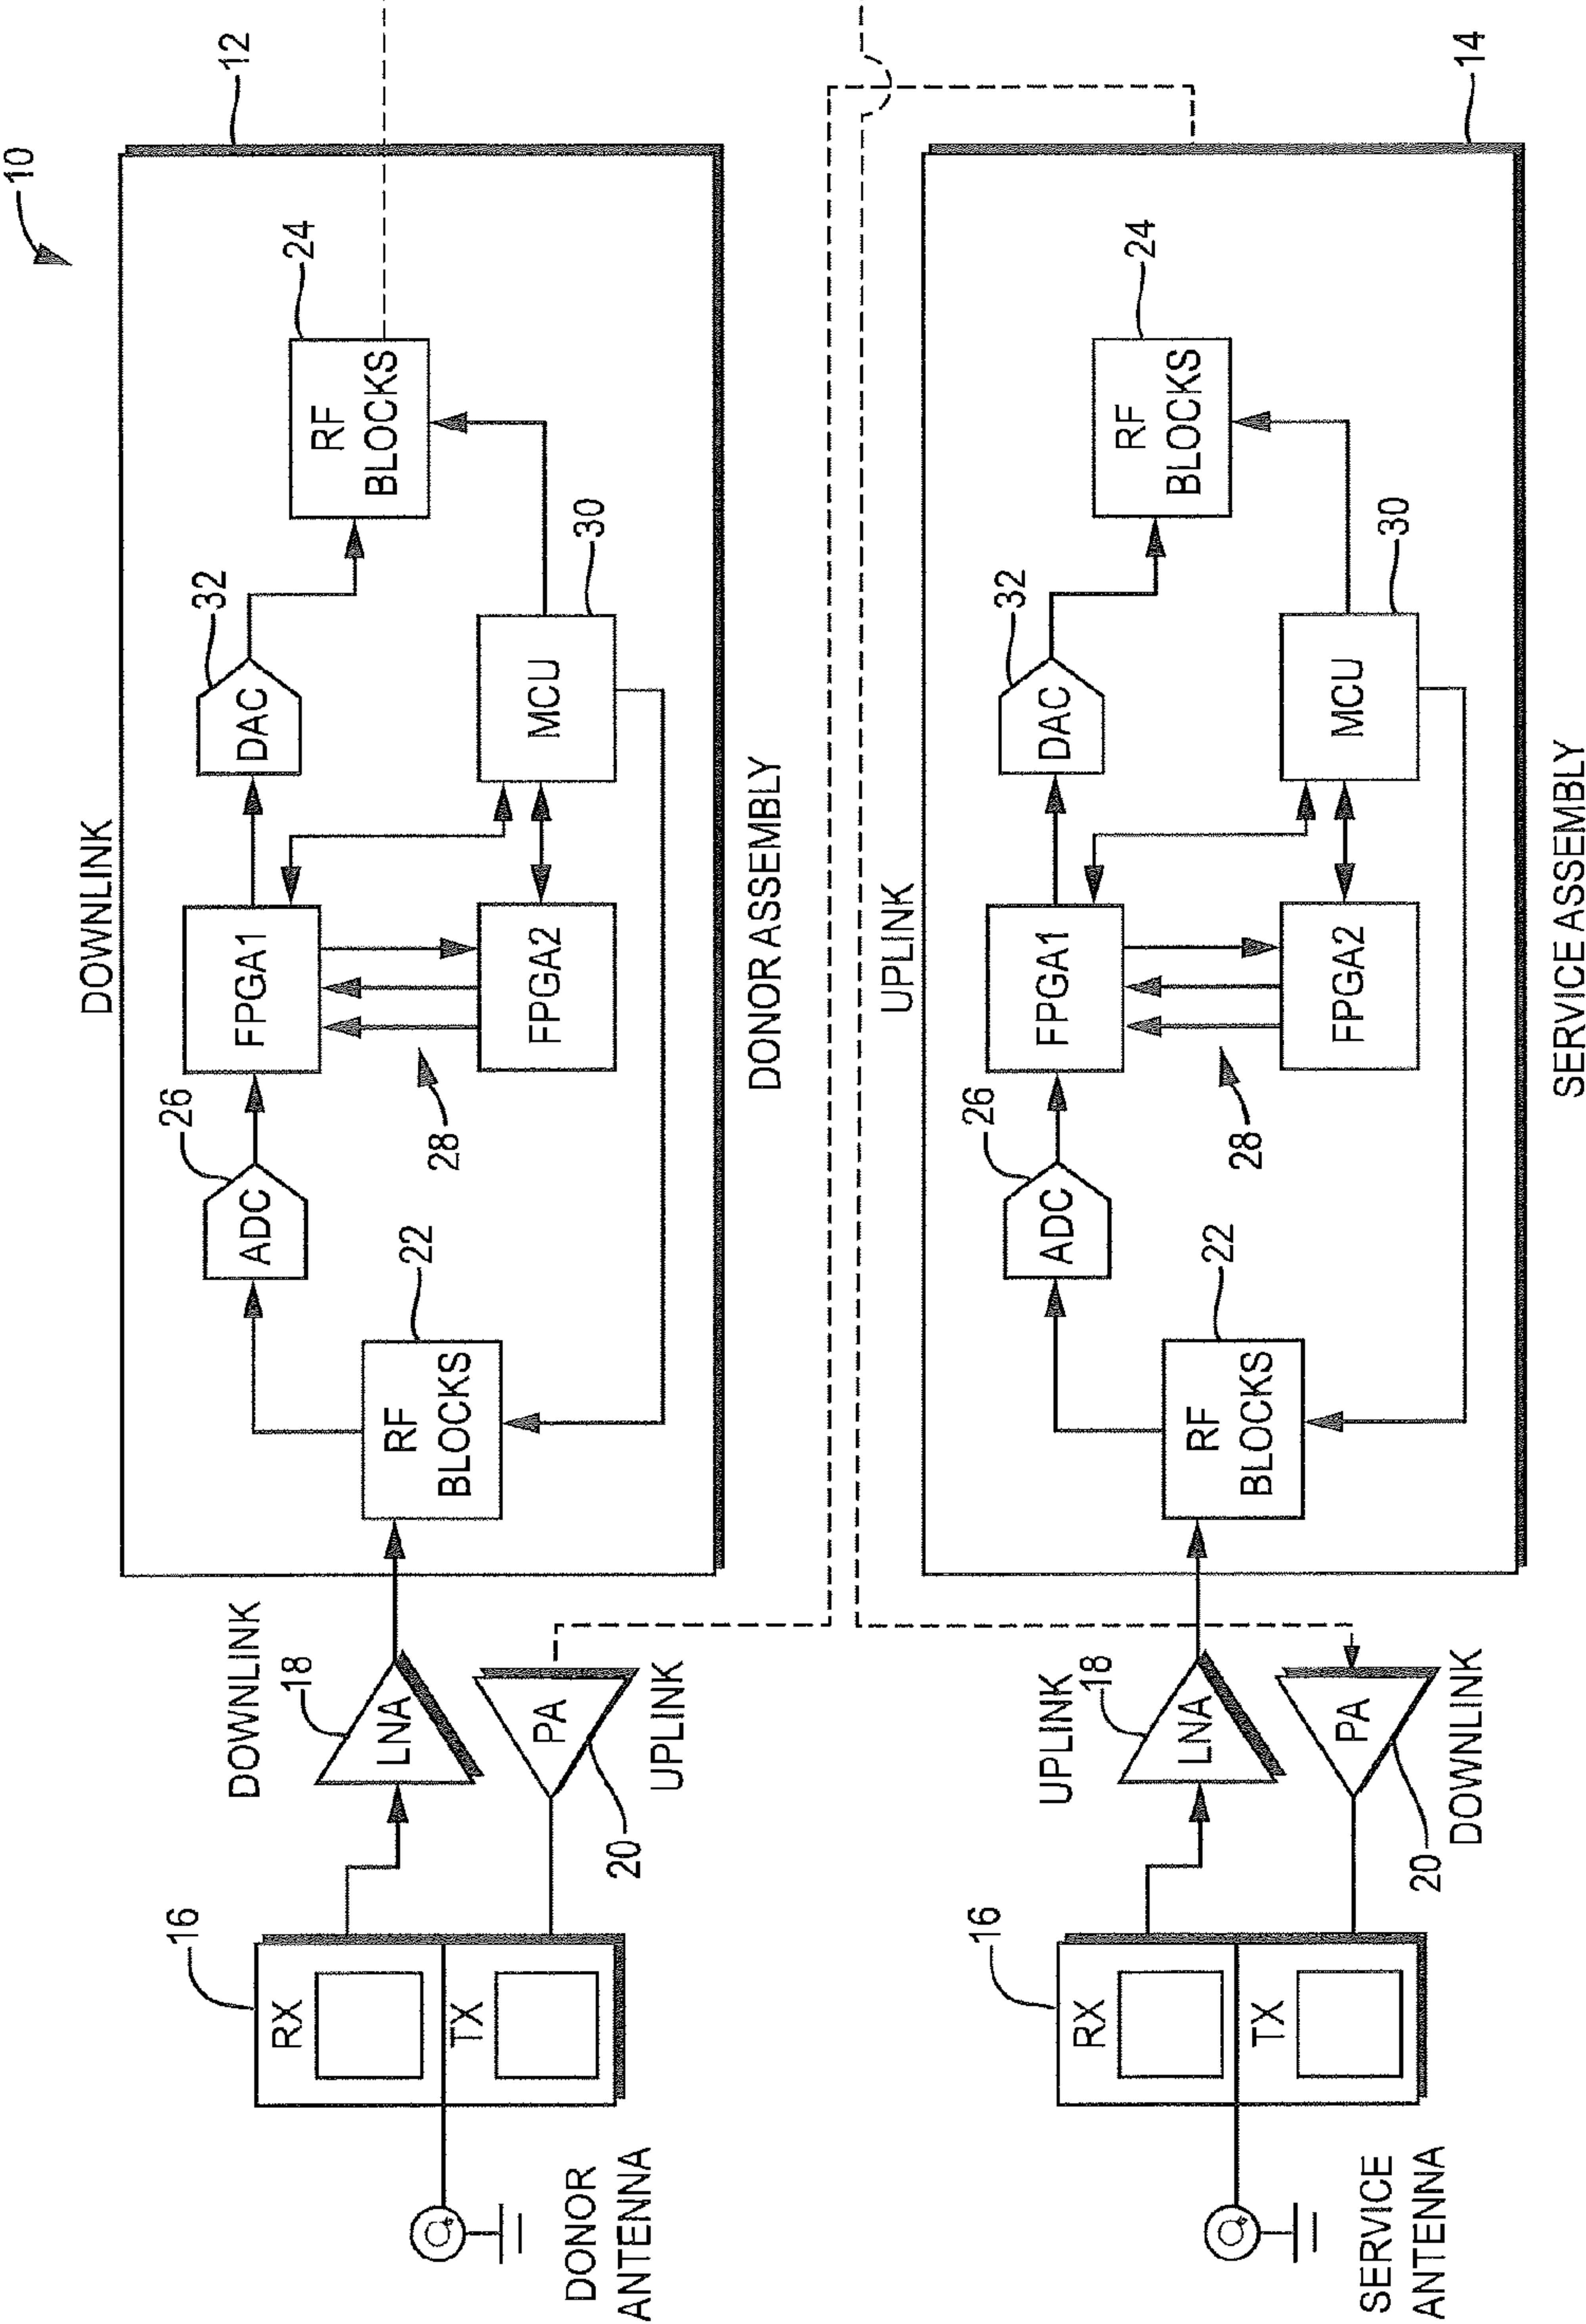 10
12
DOWNLINK
DOWNLINK
18
LNA
16
RX
TX
DONOR
ANTENNA
PA
20
UPLINK
RF
BLOCKS
22
ADC
26
FPGA1
FPGA2
28
DAC
32
MCU
30
RF
BLOCKS
24
DONOR ASSEMBLY
14
UPLINK
UPLINK
18
LNA
16
RX
TX
SERVICE
ANTENNA
PA
20
DOWNLINK
RF
BLOCKS
22
ADC
26
FPGA1
FPGA2
28
DAC
32
MCU
30
RF
BLOCKS
24
SERVICE ASSEMBLY